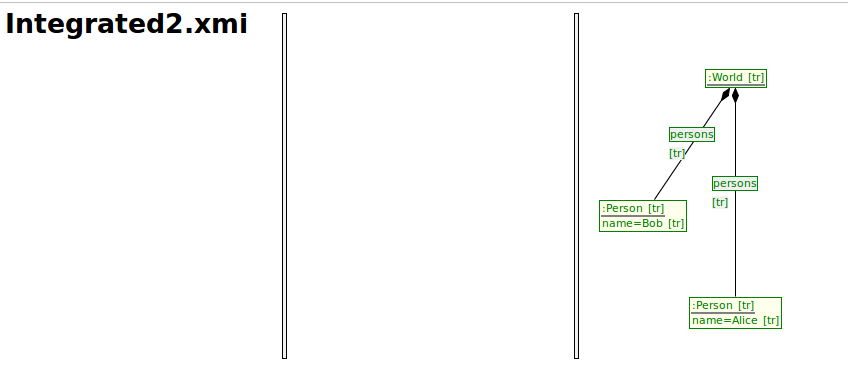 Integrated2.xmi
:World [tr]
persons
[tr]
persons
[tr]
:Person [tr]
name=Bob [tr]
:Person [tr]
name=Alice [tr]